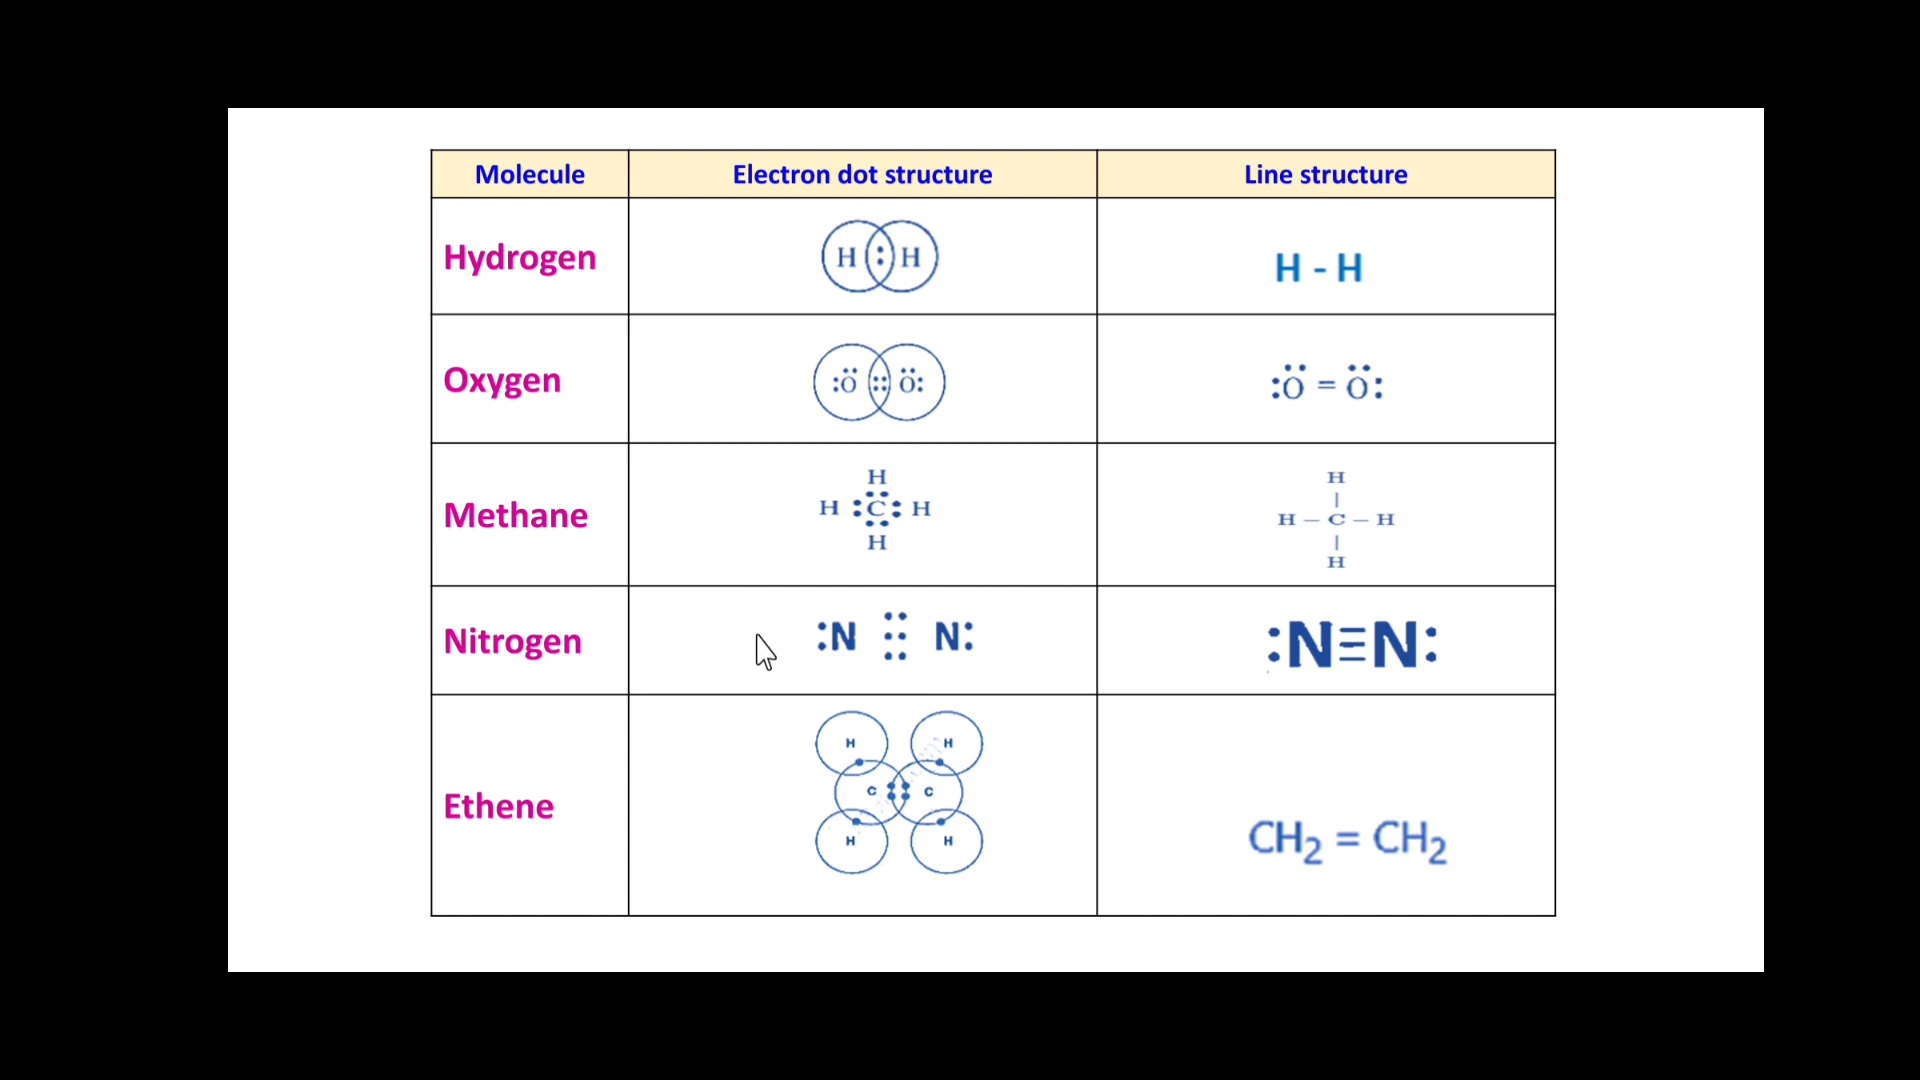 Molecule Electron dot structure Line structure
Hydrogen H : H H - H
Oxygen :Ö :: Ö: :Ö = Ö:
Methane
H
H :C: H
H
H
|
H – C – H
|
H
Nitrogen :N ⋮⋮ N: :N≡N:
Ethene
H H
C :: C
H H
CH₂ = CH₂